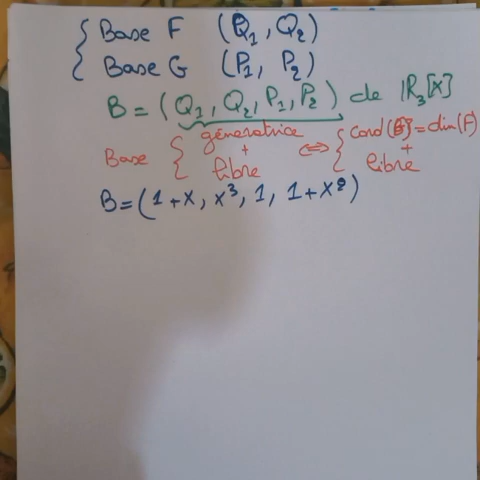 { Base F (Q₁, Q₂)
Base G (P₁, P₂)
B = (Q₁, Q₂, P₁, P₂) de ℝ₃[X]
Base { génératrice + libre ⇔ { card(B) = dim(F) + libre
B = (1+X, X³, 1, 1+X²)